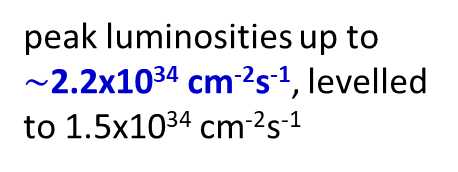 peak luminosities up to
~2.2x10³⁴ cm⁻²s⁻¹, levelled
to 1.5x10³⁴ cm⁻²s⁻¹